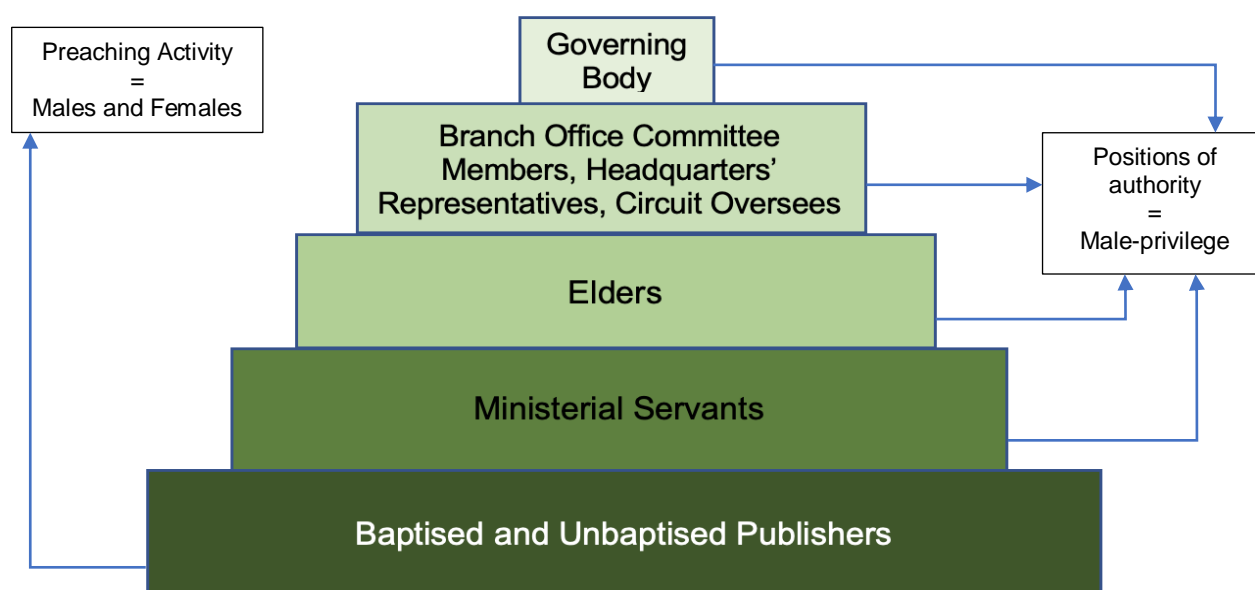 Preaching Activity
=
Males and Females
Governing
Body
Branch Office Committee
Members, Headquarters’
Representatives, Circuit Oversees
Positions of
authority
=
Male-privilege
Elders
Ministerial Servants
Baptised and Unbaptised Publishers